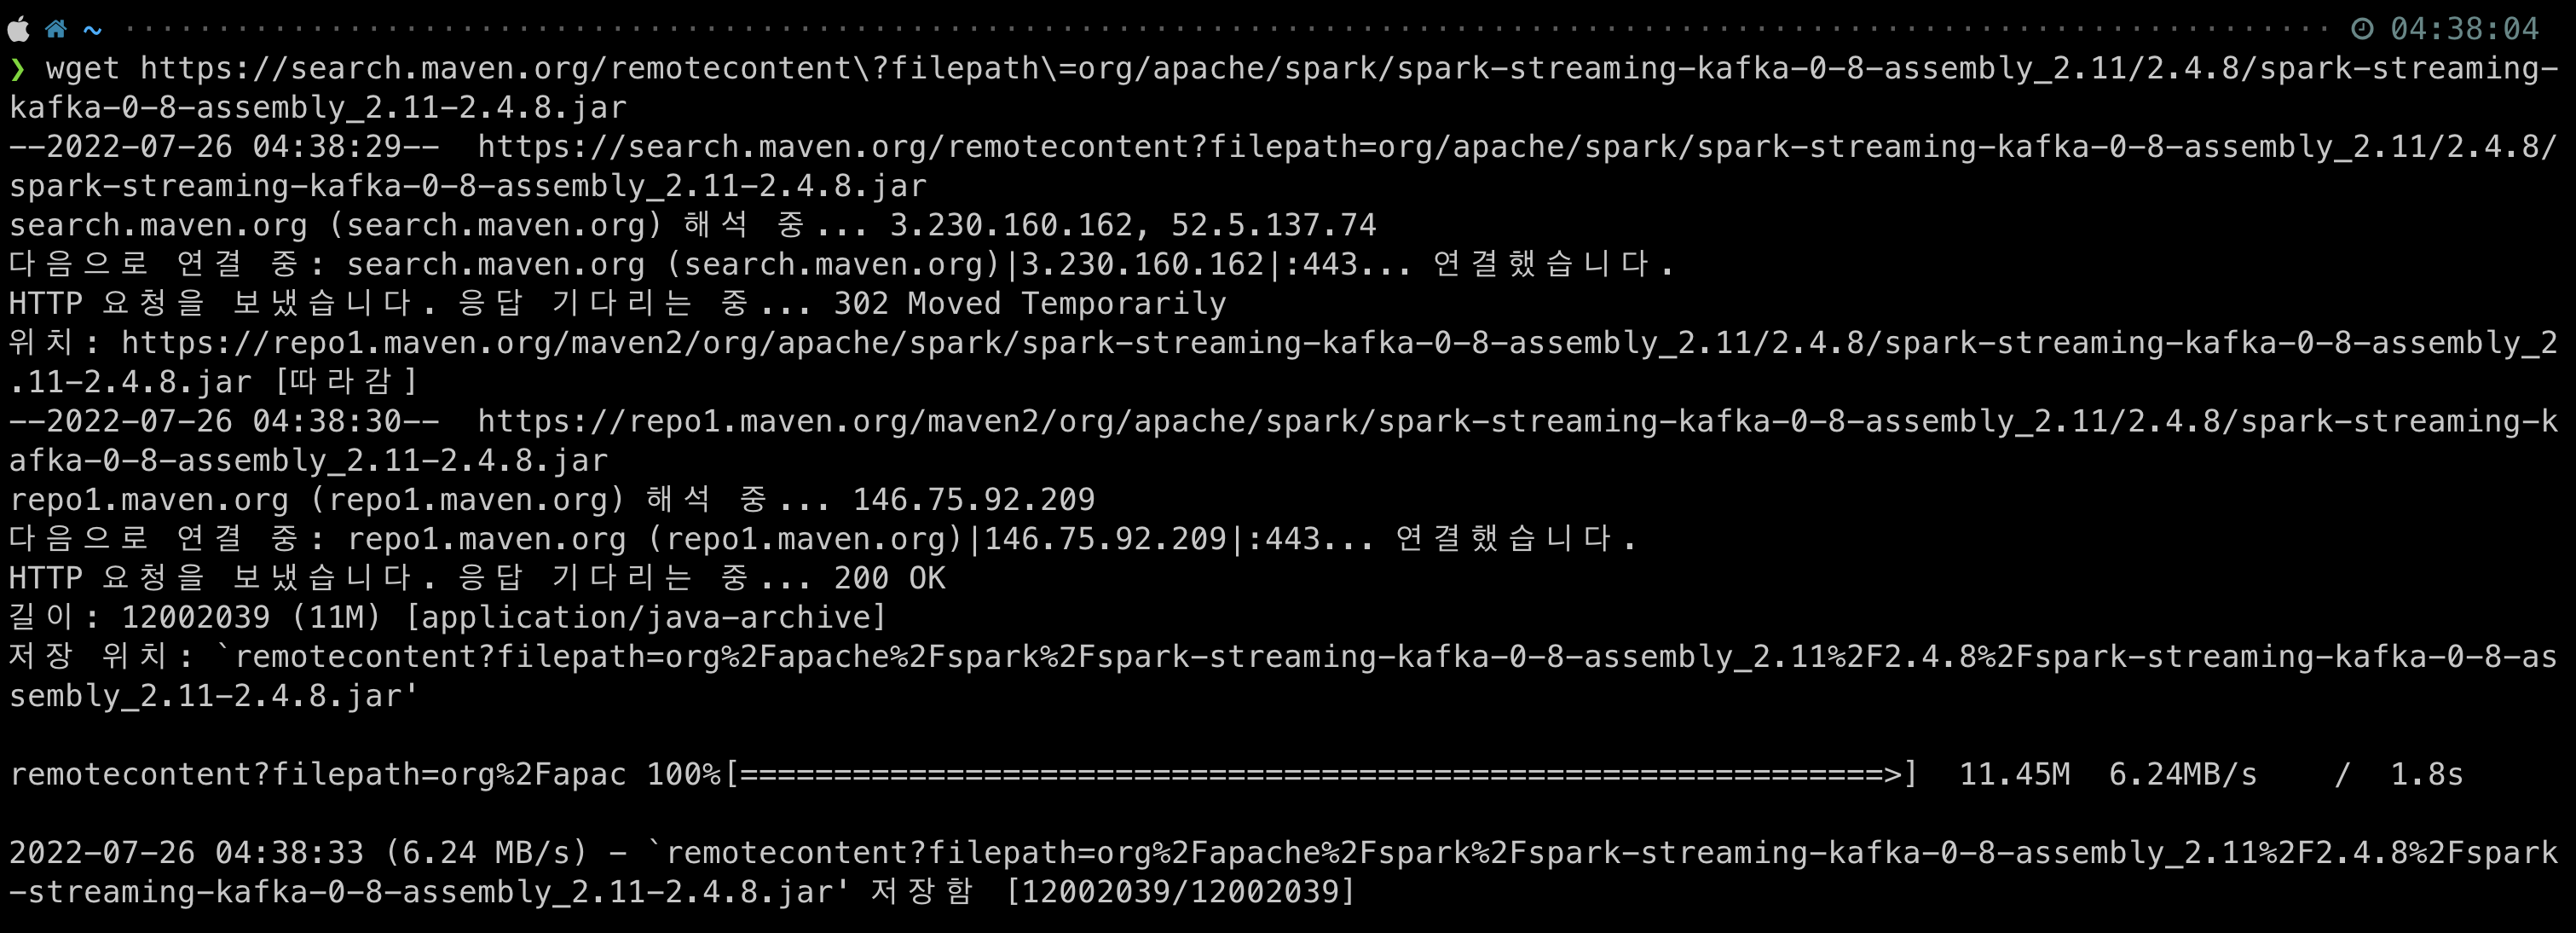 ~ ································ 04:38:04
❯ wget https://search.maven.org/remotecontent\?filepath\=org/apache/spark/spark-streaming-kafka-0-8-assembly_2.11/2.4.8/spark-streaming-
kafka-0-8-assembly_2.11-2.4.8.jar
--2022-07-26 04:38:29--  https://search.maven.org/remotecontent?filepath=org/apache/spark/spark-streaming-kafka-0-8-assembly_2.11/2.4.8/
spark-streaming-kafka-0-8-assembly_2.11-2.4.8.jar
search.maven.org (search.maven.org) 해석 중... 3.230.160.162, 52.5.137.74
다음으로 연결 중: search.maven.org (search.maven.org)|3.230.160.162|:443... 연결했습니다.
HTTP 요청을 보냈습니다. 응답 기다리는 중... 302 Moved Temporarily
위치: https://repo1.maven.org/maven2/org/apache/spark/spark-streaming-kafka-0-8-assembly_2.11/2.4.8/spark-streaming-kafka-0-8-assembly_2
.11-2.4.8.jar [따라감]
--2022-07-26 04:38:30--  https://repo1.maven.org/maven2/org/apache/spark/spark-streaming-kafka-0-8-assembly_2.11/2.4.8/spark-streaming-k
afka-0-8-assembly_2.11-2.4.8.jar
repo1.maven.org (repo1.maven.org) 해석 중... 146.75.92.209
다음으로 연결 중: repo1.maven.org (repo1.maven.org)|146.75.92.209|:443... 연결했습니다.
HTTP 요청을 보냈습니다. 응답 기다리는 중... 200 OK
길이: 12002039 (11M) [application/java-archive]
저장 위치: `remotecontent?filepath=org%2Fapache%2Fspark%2Fspark-streaming-kafka-0-8-assembly_2.11%2F2.4.8%2Fspark-streaming-kafka-0-8-as
sembly_2.11-2.4.8.jar'
remotecontent?filepath=org%2Fapac 100%[=============================================================>]  11.45M  6.24MB/s    /  1.8s
2022-07-26 04:38:33 (6.24 MB/s) - `remotecontent?filepath=org%2Fapache%2Fspark%2Fspark-streaming-kafka-0-8-assembly_2.11%2F2.4.8%2Fspark
-streaming-kafka-0-8-assembly_2.11-2.4.8.jar' 저장함 [12002039/12002039]